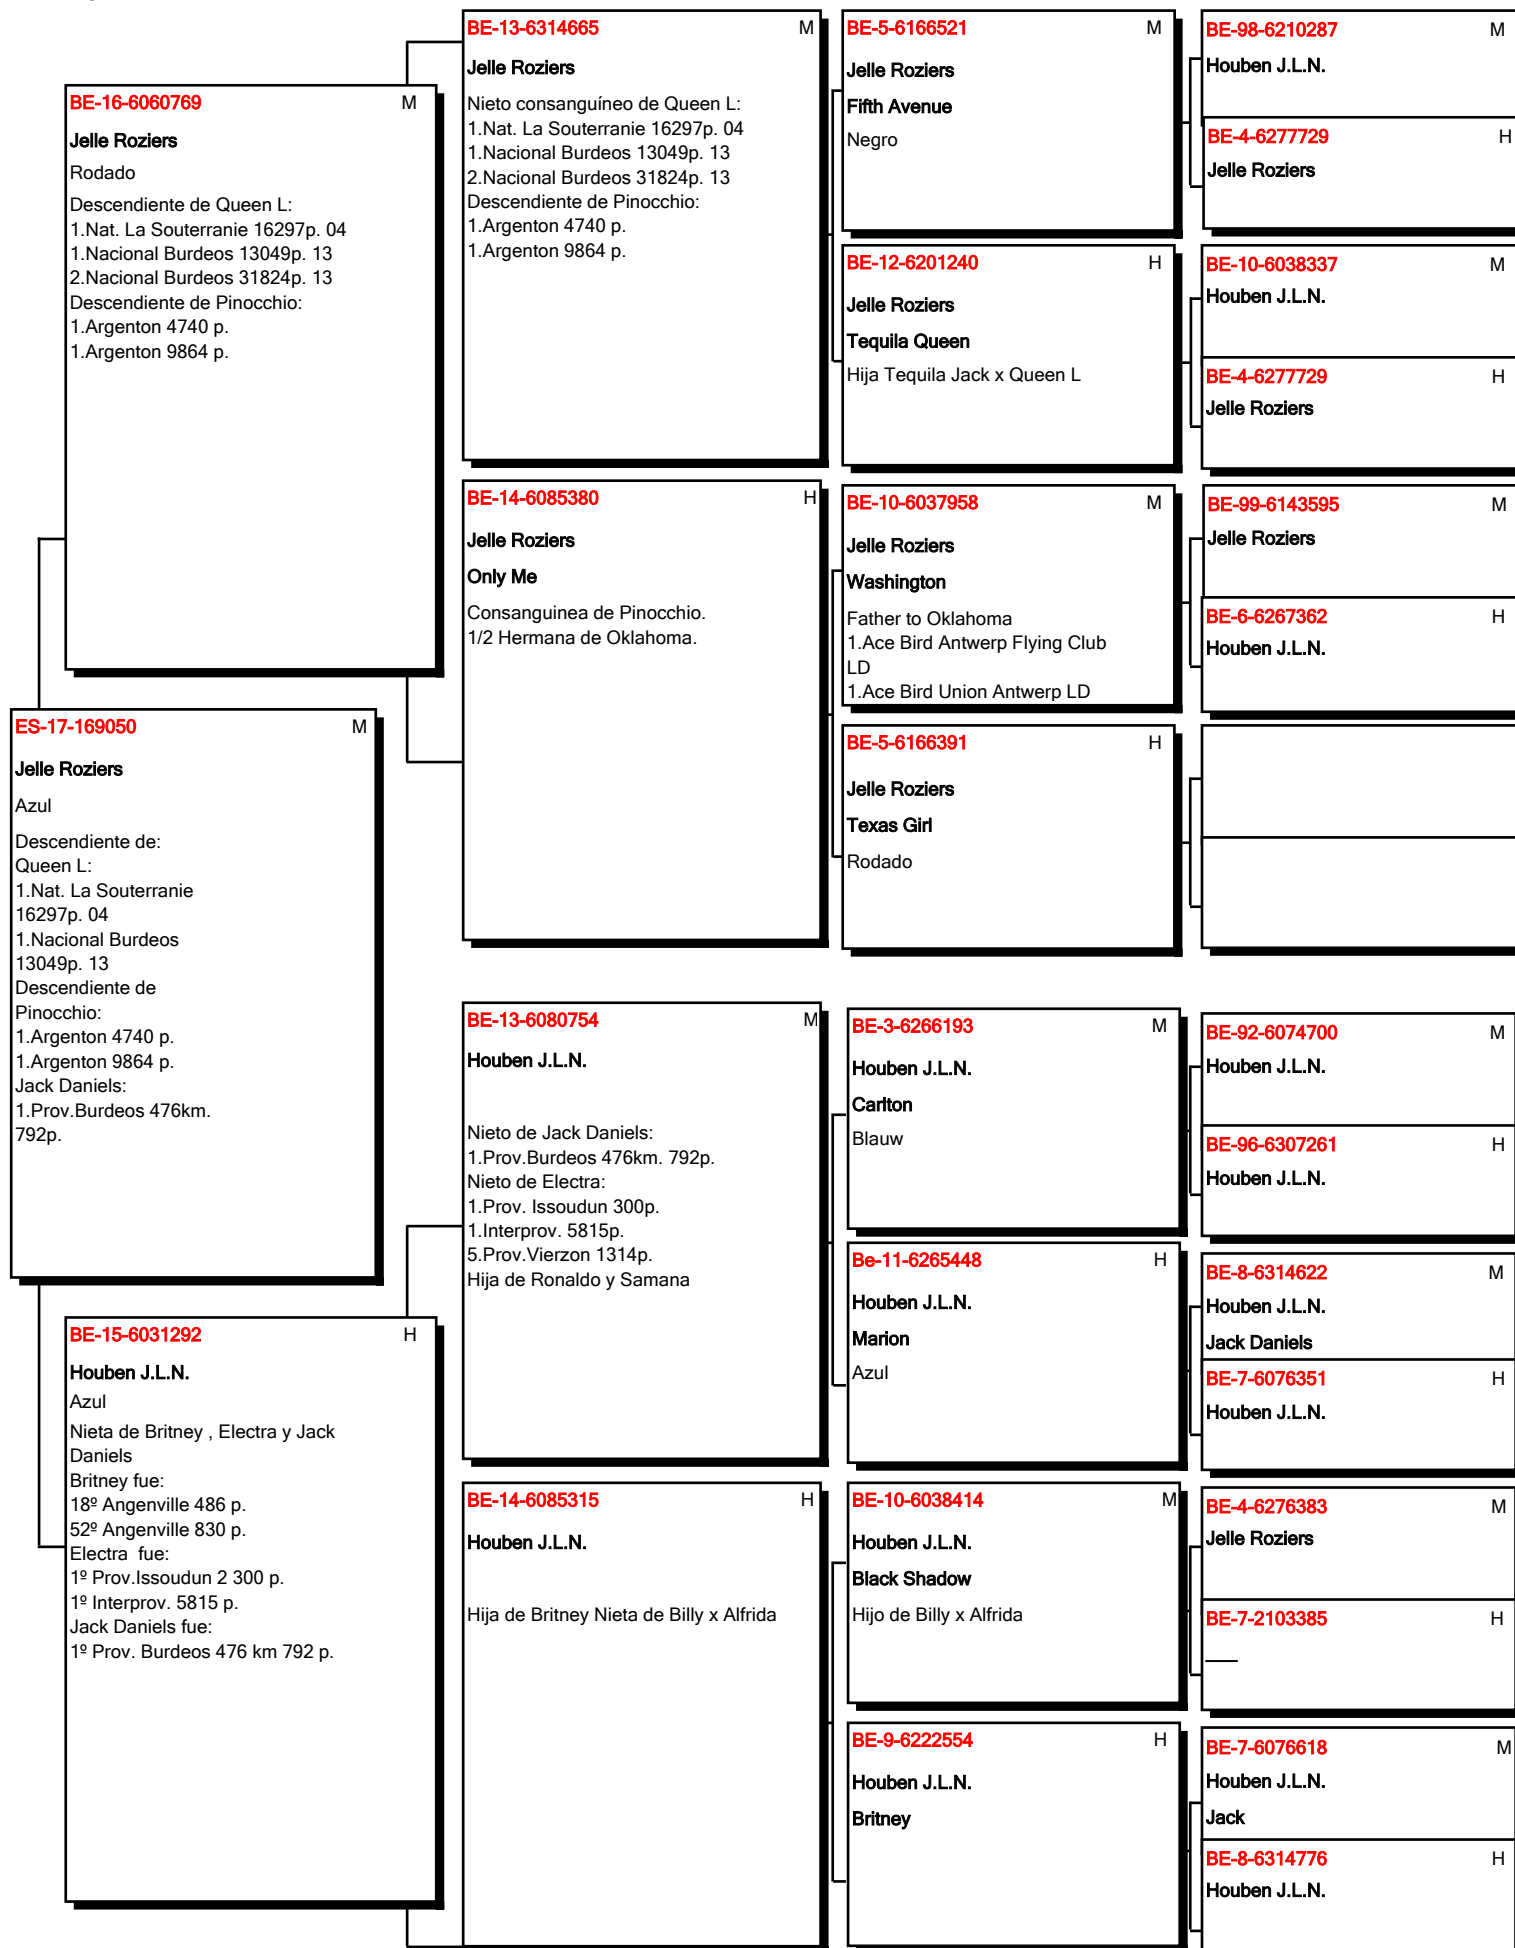 BE-16-6060769 M
Jelle Roziers
Rodado
Descendiente de Queen L:
1.Nat. La Souterranie 16297p. 04
1.Nacional Burdeos 13049p. 13
2.Nacional Burdeos 31824p. 13
Descendiente de Pinocchio:
1.Argenton 4740 p.
1.Argenton 9864 p.
ES-17-169050 M
Jelle Roziers
Azul
Descendiente de:
Queen L:
1.Nat. La Souterranie
16297p. 04
1.Nacional Burdeos
13049p. 13
Descendiente de
Pinocchio:
1.Argenton 4740 p.
1.Argenton 9864 p.
Jack Daniels:
1.Prov.Burdeos 476km.
792p.
BE-15-6031292 H
Houben J.L.N.
Azul
Nieta de Britney , Electra y Jack
Daniels
Britney fue:
18º Angenville 486 p.
52º Angenville 830 p.
Electra fue:
1º Prov.Issoudun 2 300 p.
1º Interprov. 5815 p.
Jack Daniels fue:
1º Prov. Burdeos 476 km 792 p.
BE-13-6314665 M
Jelle Roziers
Nieto consanguíneo de Queen L:
1.Nat. La Souterranie 16297p. 04
1.Nacional Burdeos 13049p. 13
2.Nacional Burdeos 31824p. 13
Descendiente de Pinocchio:
1.Argenton 4740 p.
1.Argenton 9864 p.
BE-14-6085380 H
Jelle Roziers
Only Me
Consanguinea de Pinocchio.
1/2 Hermana de Oklahoma.
BE-13-6080754 M
Houben J.L.N.
Nieto de Jack Daniels:
1.Prov.Burdeos 476km. 792p.
Nieto de Electra:
1.Prov. Issoudun 300p.
1.Interprov. 5815p.
5.Prov.Vierzon 1314p.
Hija de Ronaldo y Samana
BE-14-6085315 H
Houben J.L.N.
Hija de Britney Nieta de Billy x Alfrida
BE-5-6166521 M
Jelle Roziers
Fifth Avenue
Negro
BE-12-6201240 H
Jelle Roziers
Tequila Queen
Hija Tequila Jack x Queen L
BE-10-6037958 M
Jelle Roziers
Washington
Father to Oklahoma
1.Ace Bird Antwerp Flying Club
LD
1.Ace Bird Union Antwerp LD
BE-5-6166391 H
Jelle Roziers
Texas Girl
Rodado
BE-3-6266193 M
Houben J.L.N.
Carlton
Blauw
Be-11-6265448 H
Houben J.L.N.
Marion
Azul
BE-10-6038414 M
Houben J.L.N.
Black Shadow
Hijo de Billy x Alfrida
BE-9-6222554 H
Houben J.L.N.
Britney
BE-98-6210287 M
Houben J.L.N.
BE-4-6277729 H
Jelle Roziers
BE-10-6038337 M
Houben J.L.N.
BE-4-6277729 H
Jelle Roziers
BE-99-6143595 M
Jelle Roziers
BE-6-6267362 H
Houben J.L.N.
BE-92-6074700 M
Houben J.L.N.
BE-96-6307261 H
Houben J.L.N.
BE-8-6314622 M
Houben J.L.N.
Jack Daniels
BE-7-6076351 H
Houben J.L.N.
BE-4-6276383 M
Jelle Roziers
BE-7-2103385 H
___
BE-7-6076618 M
Houben J.L.N.
Jack
BE-8-6314776 H
Houben J.L.N.